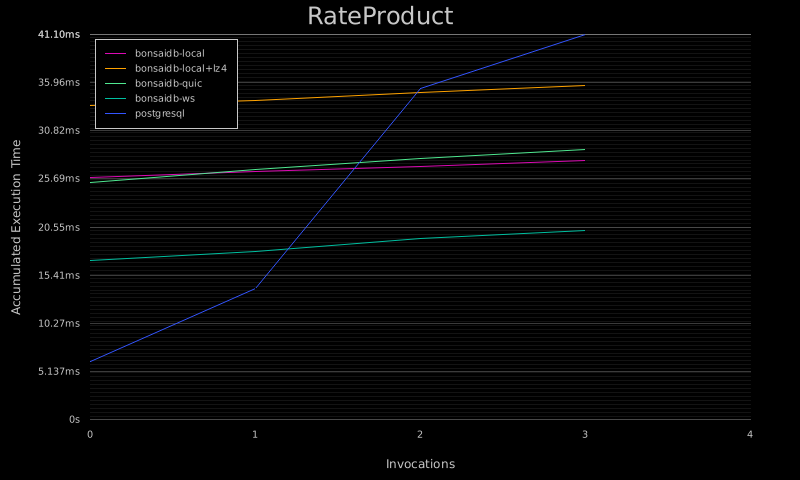 RateProduct
41.10ms
35.96ms
30.82ms
25.69ms
20.55ms
15.41ms
10.27ms
5.137ms
0s
bonsaidb-local
bonsaidb-local+lz4
bonsaidb-quic
bonsaidb-ws
postgresql
Accumulated Execution Time
0 1 2 3 4
Invocations